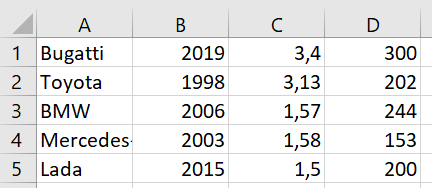 A B C D
1 Bugatti 2019 3,4 300
2 Toyota 1998 3,13 202
3 BMW 2006 1,57 244
4 Mercedes- 2003 1,58 153
5 Lada 2015 1,5 200